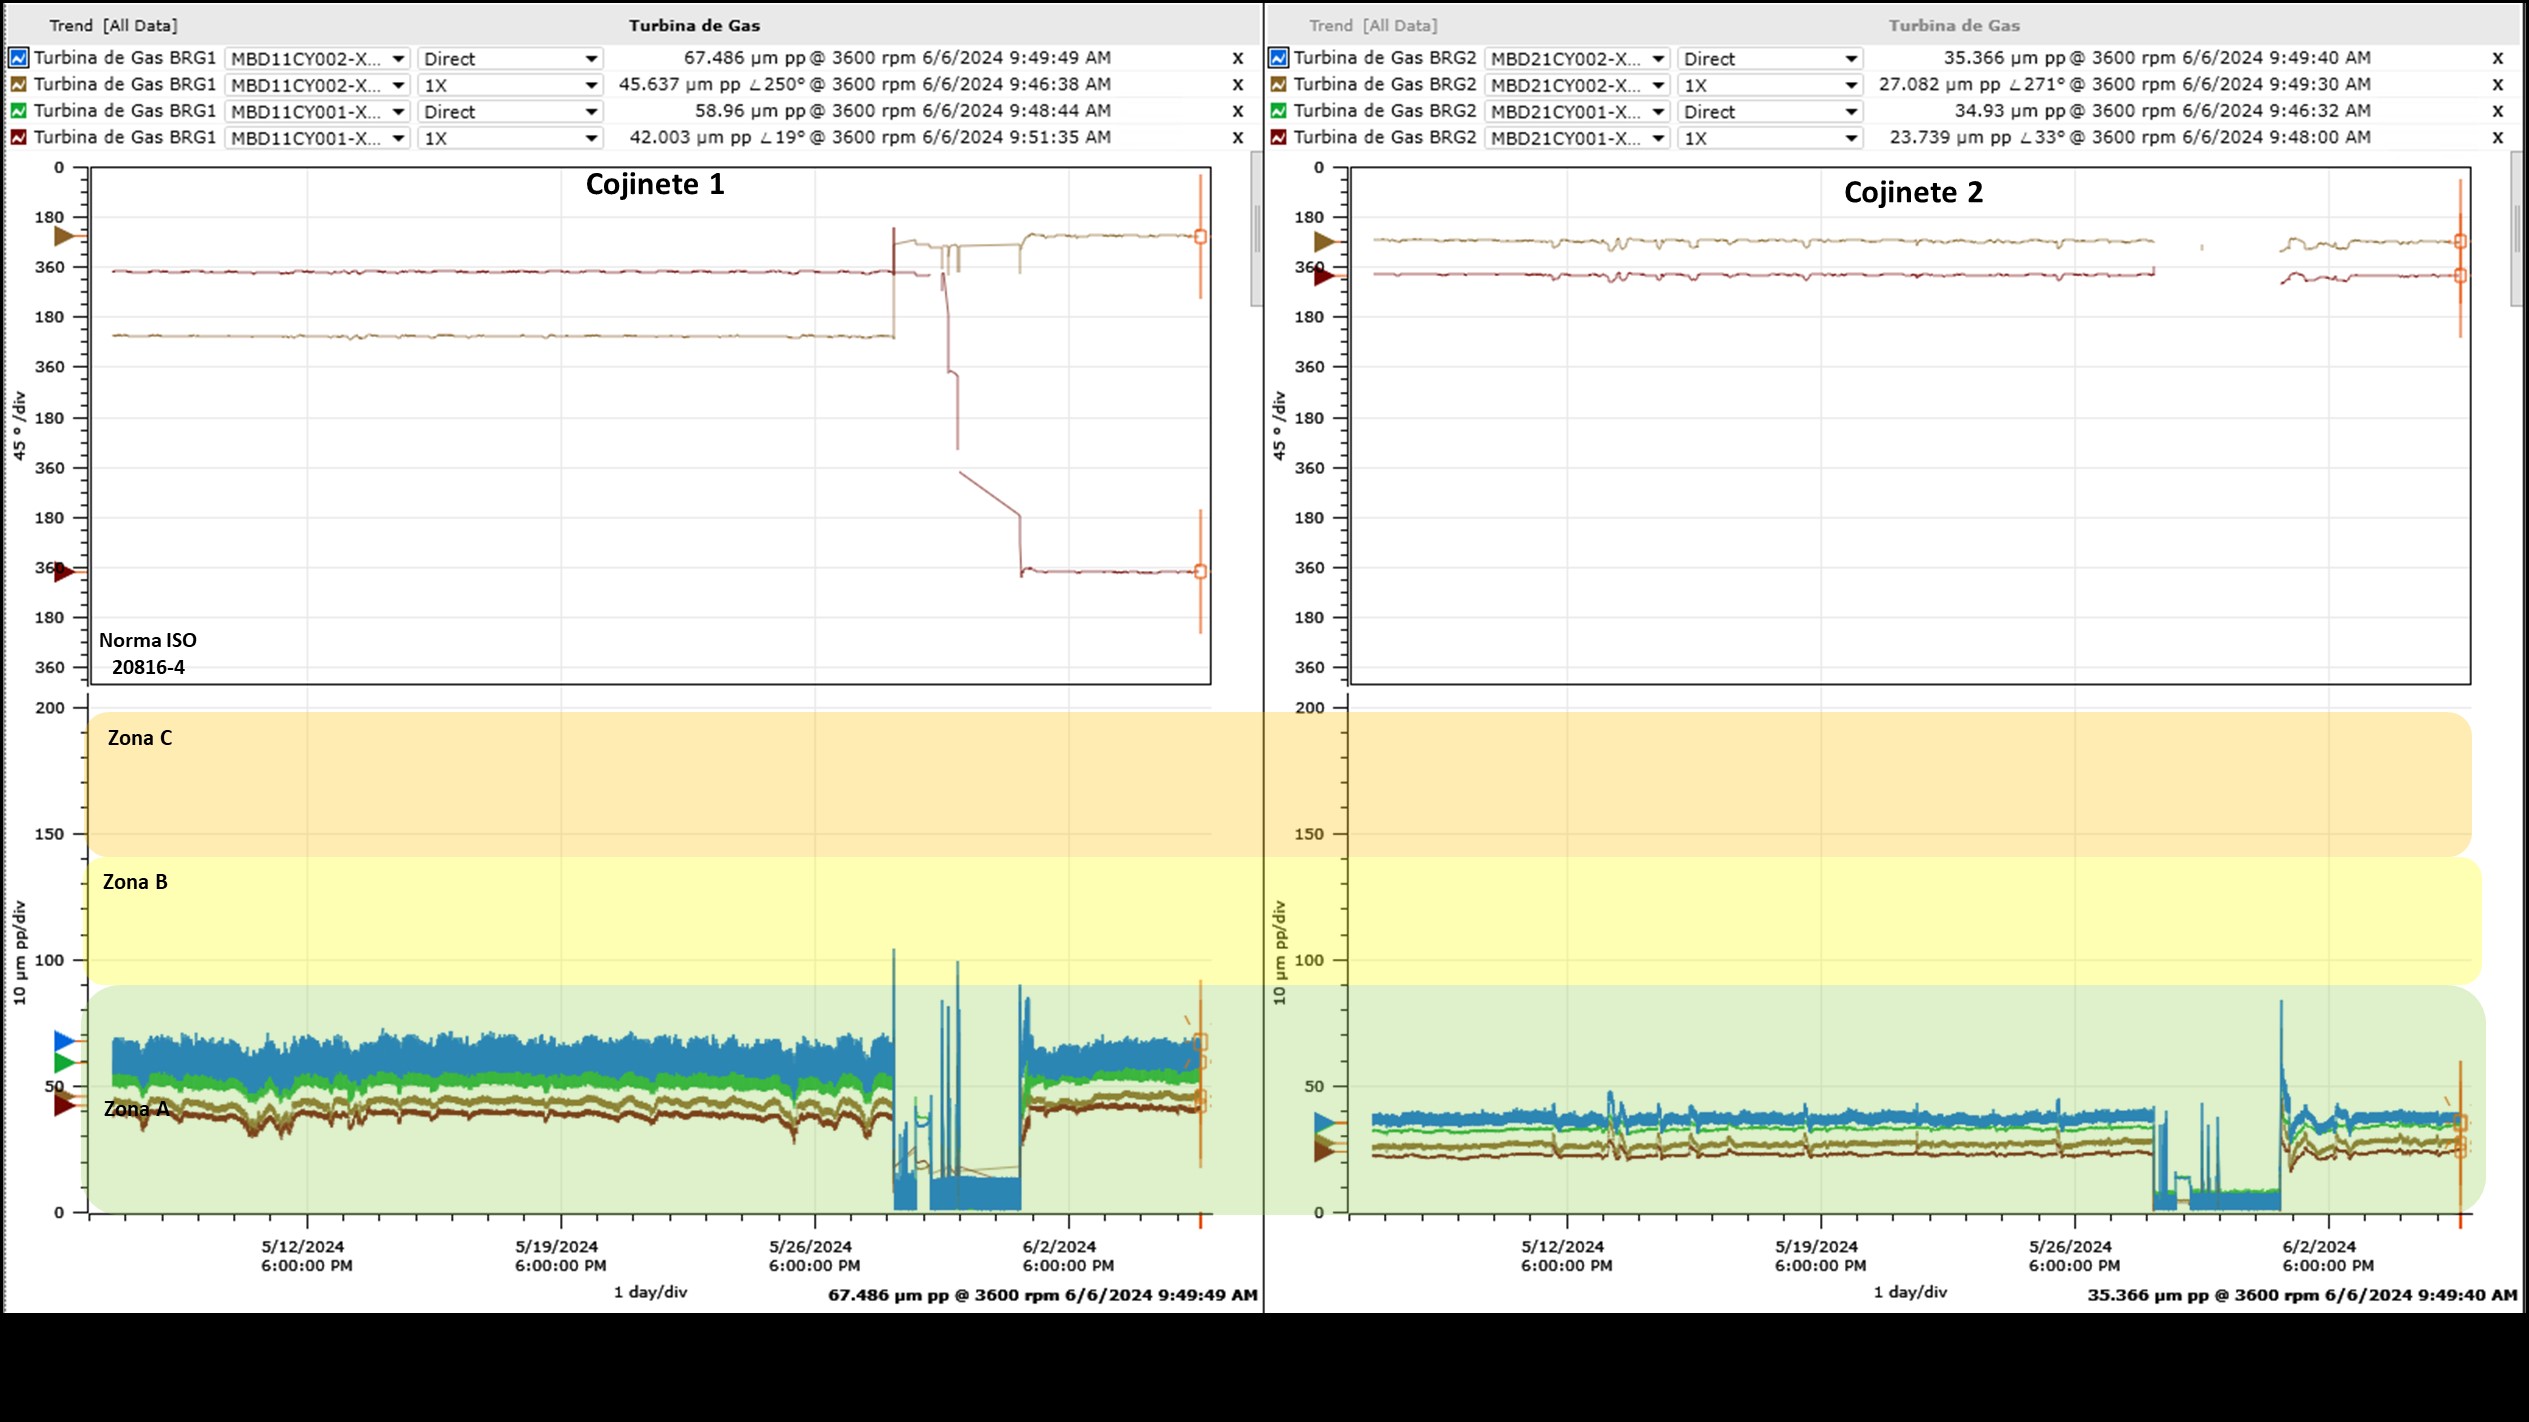 Trend [All Data]
Turbina de Gas
Turbina de Gas BRG1 MBD11CY002-X... Direct 67.486 µm pp @ 3600 rpm 6/6/2024 9:49:49 AM X
Turbina de Gas BRG1 MBD11CY002-X... 1X 45.637 µm pp ∠250° @ 3600 rpm 6/6/2024 9:46:38 AM X
Turbina de Gas BRG1 MBD11CY001-X... Direct 58.96 µm pp @ 3600 rpm 6/6/2024 9:48:44 AM X
Turbina de Gas BRG1 MBD11CY001-X... 1X 42.003 µm pp ∠19° @ 3600 rpm 6/6/2024 9:51:35 AM X
Cojinete 1
0
180
360
180
360
180
360
180
360
180
360
45 ° /div
Norma ISO
20816-4
200
150
100
50
0
10 µm pp/div
Zona C
Zona B
Zona A
5/12/2024 5/19/2024 5/26/2024 6/2/2024
6:00:00 PM 6:00:00 PM 6:00:00 PM 6:00:00 PM
1 day/div
67.486 µm pp @ 3600 rpm 6/6/2024 9:49:49 AM
Trend [All Data]
Turbina de Gas
Turbina de Gas BRG2 MBD21CY002-X... Direct 35.366 µm pp @ 3600 rpm 6/6/2024 9:49:40 AM X
Turbina de Gas BRG2 MBD21CY002-X... 1X 27.082 µm pp ∠271° @ 3600 rpm 6/6/2024 9:49:30 AM X
Turbina de Gas BRG2 MBD21CY001-X... Direct 34.93 µm pp @ 3600 rpm 6/6/2024 9:46:32 AM X
Turbina de Gas BRG2 MBD21CY001-X... 1X 23.739 µm pp ∠33° @ 3600 rpm 6/6/2024 9:48:00 AM X
Cojinete 2
0
180
360
180
360
180
360
180
360
180
360
45 ° /div
200
150
100
50
0
10 µm pp/div
5/12/2024 5/19/2024 5/26/2024 6/2/2024
6:00:00 PM 6:00:00 PM 6:00:00 PM 6:00:00 PM
1 day/div
35.366 µm pp @ 3600 rpm 6/6/2024 9:49:40 AM